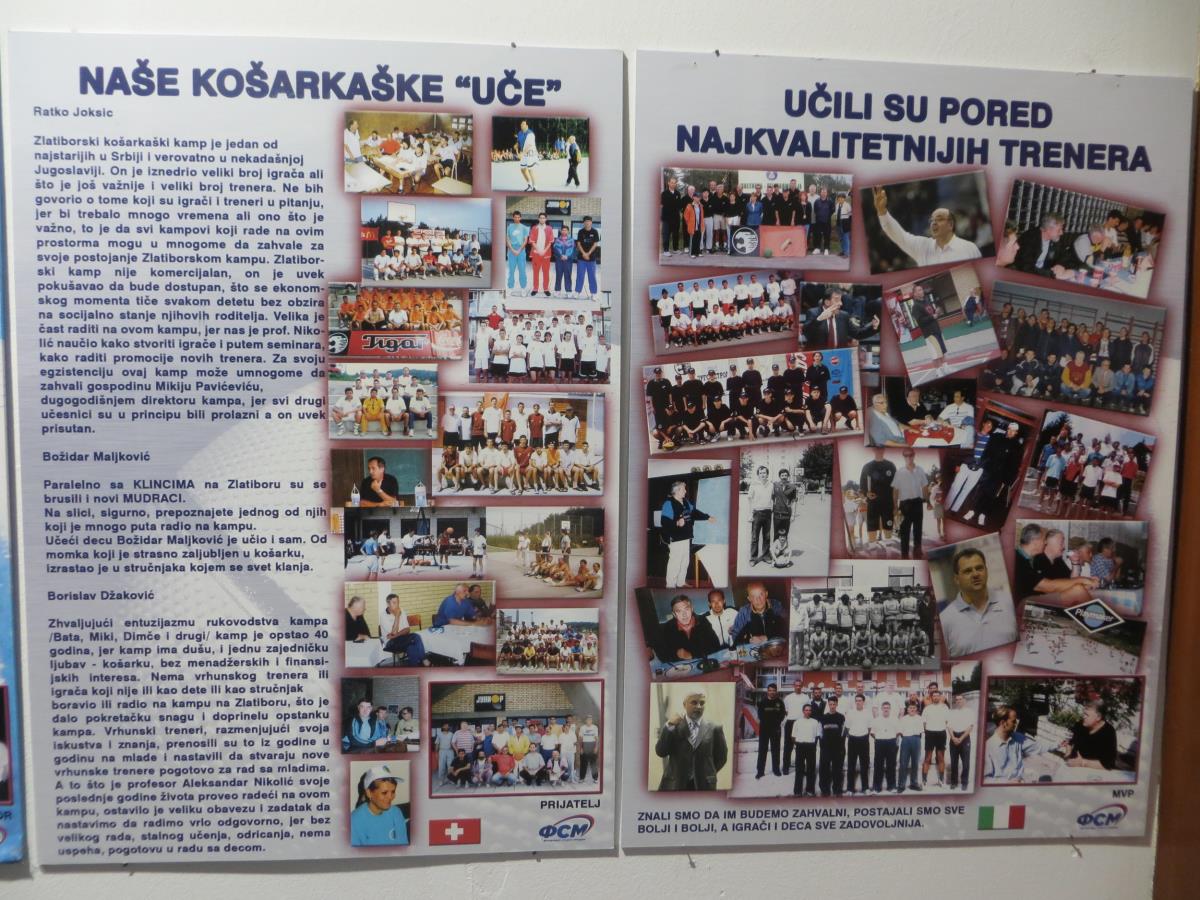 NAŠE KOŠARKAŠKE “UČE”
Ratko Joksic
Zlatiborski košarkaški kamp je jedan od
najstarijih u Srbiji i verovatno u nekadašnjoj
Jugoslaviji. On je iznedrio veliki broj igrača ali
što je još važnije i veliki broj trenera. Ne bih
govorio o tome koji su igrači i treneri u pitanju,
jer bi trebalo mnogo vremena ali ono što je
važno, to je da svi kampovi koji rade na ovim
prostorma mogu u mnogome da zahvale za
svoje postojanje Zlatiborskom kampu. Zlatibor-
ski kamp nije komercijalan, on je uvek
pokušavao da bude dostupan, što se ekonom-
skog momenta tiče svakom detetu bez obzira
na socijalno stanje njihovih roditelja. Velika je
čast raditi na ovom kampu, jer nas je prof. Niko-
lić naučio kako stvoriti igrače i putem seminara,
kako raditi promocije novih trenera. Za svoju
egzistenciju ovaj kamp može umnogome da
zahvali gospodinu Mikiju Pavićeviću,
dugogodišnjem direktoru kampa, jer svi drugi
učesnici su u principu bili prolazni a on uvek
prisutan.
Božidar Maljković
Paralelno sa KLINCIMA na Zlatiboru su se
brusili i novi MUDRACI.
Na slici, sigurno, prepoznajete jednog od njih
koji je mnogo puta radio na kampu.
Učeći decu Božidar Maljković je učio i sam. Od
momka koji je strasno zaljubljen u košarku,
izrastao je u stručnjaka kojem se svet klanja.
Borislav Džaković
Zhvaljujući entuzijazmu rukovodstva kampa
/Bata, Miki, Dimče i drugi/ kamp je opstao 40
godina, jer kamp ima dušu, i jednu zajedničku
ljubav - košarku, bez menadžerskih i finansi-
jskih interesa. Nema vrhunskog trenera ili
igrača koji nije ili kao dete ili kao stručnjak
boravio ili radio na kampu na Zlatiboru, što je
dalo pokretačku snagu i doprinelu opstanku
kampa. Vrhunski treneri, razmenjujući svoja
iskustva i znanja, prenosili su to iz godine u
godinu na mlade i nastavili da stvaraju nove
vrhunske trenere pogotovo za rad sa mladima.
A to što je profesor Aleksandar Nikolić svoje
poslednje godine života proveo radeći na ovom
kampu, ostavilo je veliku obavezu i zadatak da
nastavimo da radimo vrlo odgovorno, jer bez
velikog rada, stalnog učenja, odricanja, nema
uspeha, pogotovu u radu sa decom.
PRIJATELJ
ФСМ
UČILI SU PORED
NAJKVALITETNIJIH TRENERA
MVP
ZNALI SMO DA IM BUDEMO ZAHVALNI, POSTAJALI SMO SVE
BOLJI I BOLJI, A IGRAČI I DECA SVE ZADOVOLJNIJA.
ФСМ